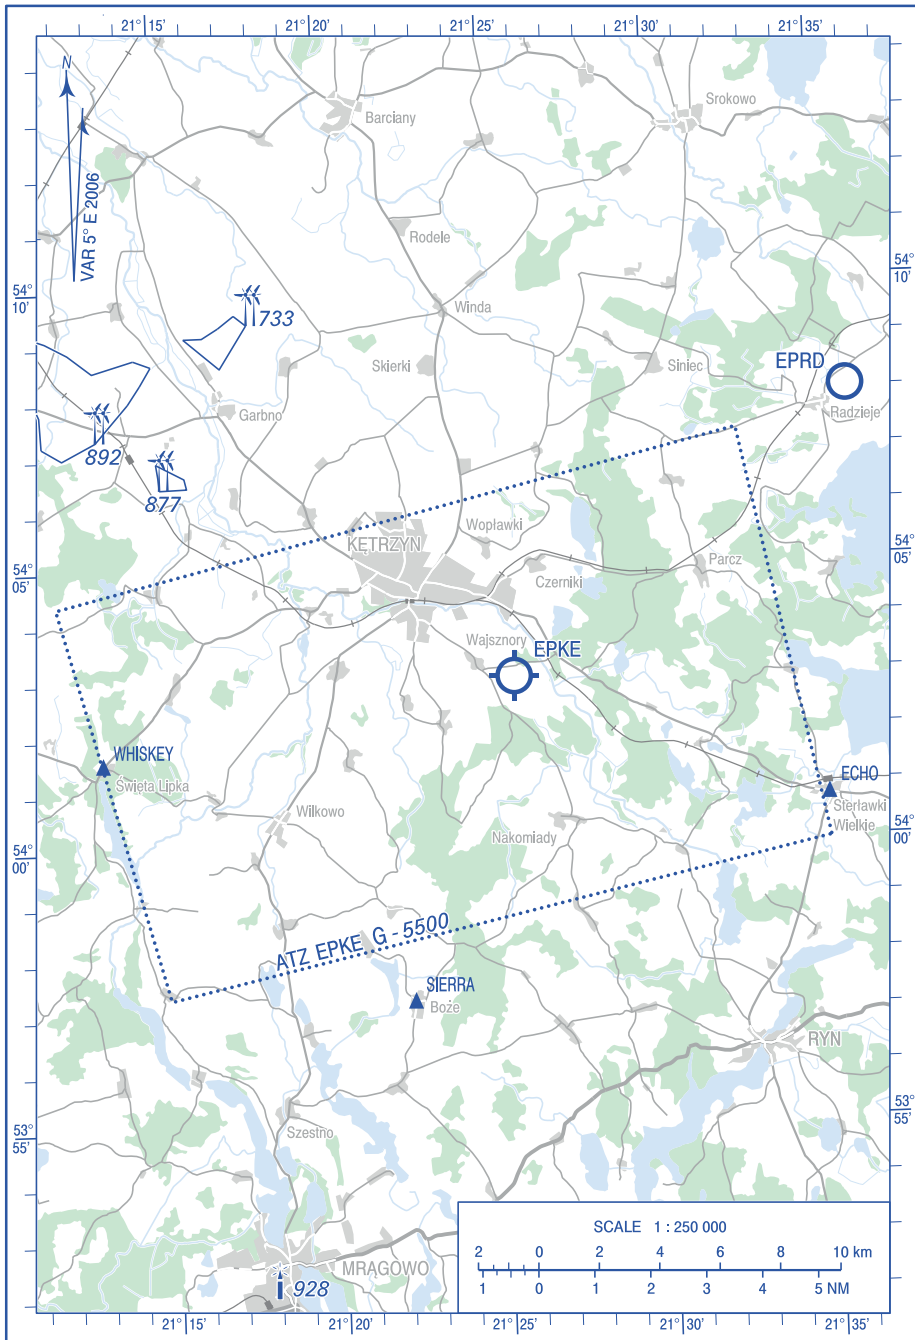 21°15'
21°20'
21°25'
21°30'
21°35'
N
VAR 5° E 2006
Barciany
Srokowo
Rodele
54°
10'
54°
10'
733
Winda
Skierki
Siniec
EPRD
Radzieje
Garbno
892
877
KĘTRZYN
Wopławki
54°
05'
54°
05'
Czerniki
Parcz
Wajsznory
EPKE
WHISKEY
Święta Lipka
ECHO
Sterławki
Wielkie
Wilkowo
Nakomiady
54°
00'
54°
00'
ATZ EPKE G - 5500
SIERRA
Boże
RYN
53°
55'
53°
55'
Szestno
MRĄGOWO
928
SCALE 1 : 250 000
2 0 2 4 6 8 10 km
1 0 1 2 3 4 5 NM
21°15'
21°20'
21°25'
21°30'
21°35'